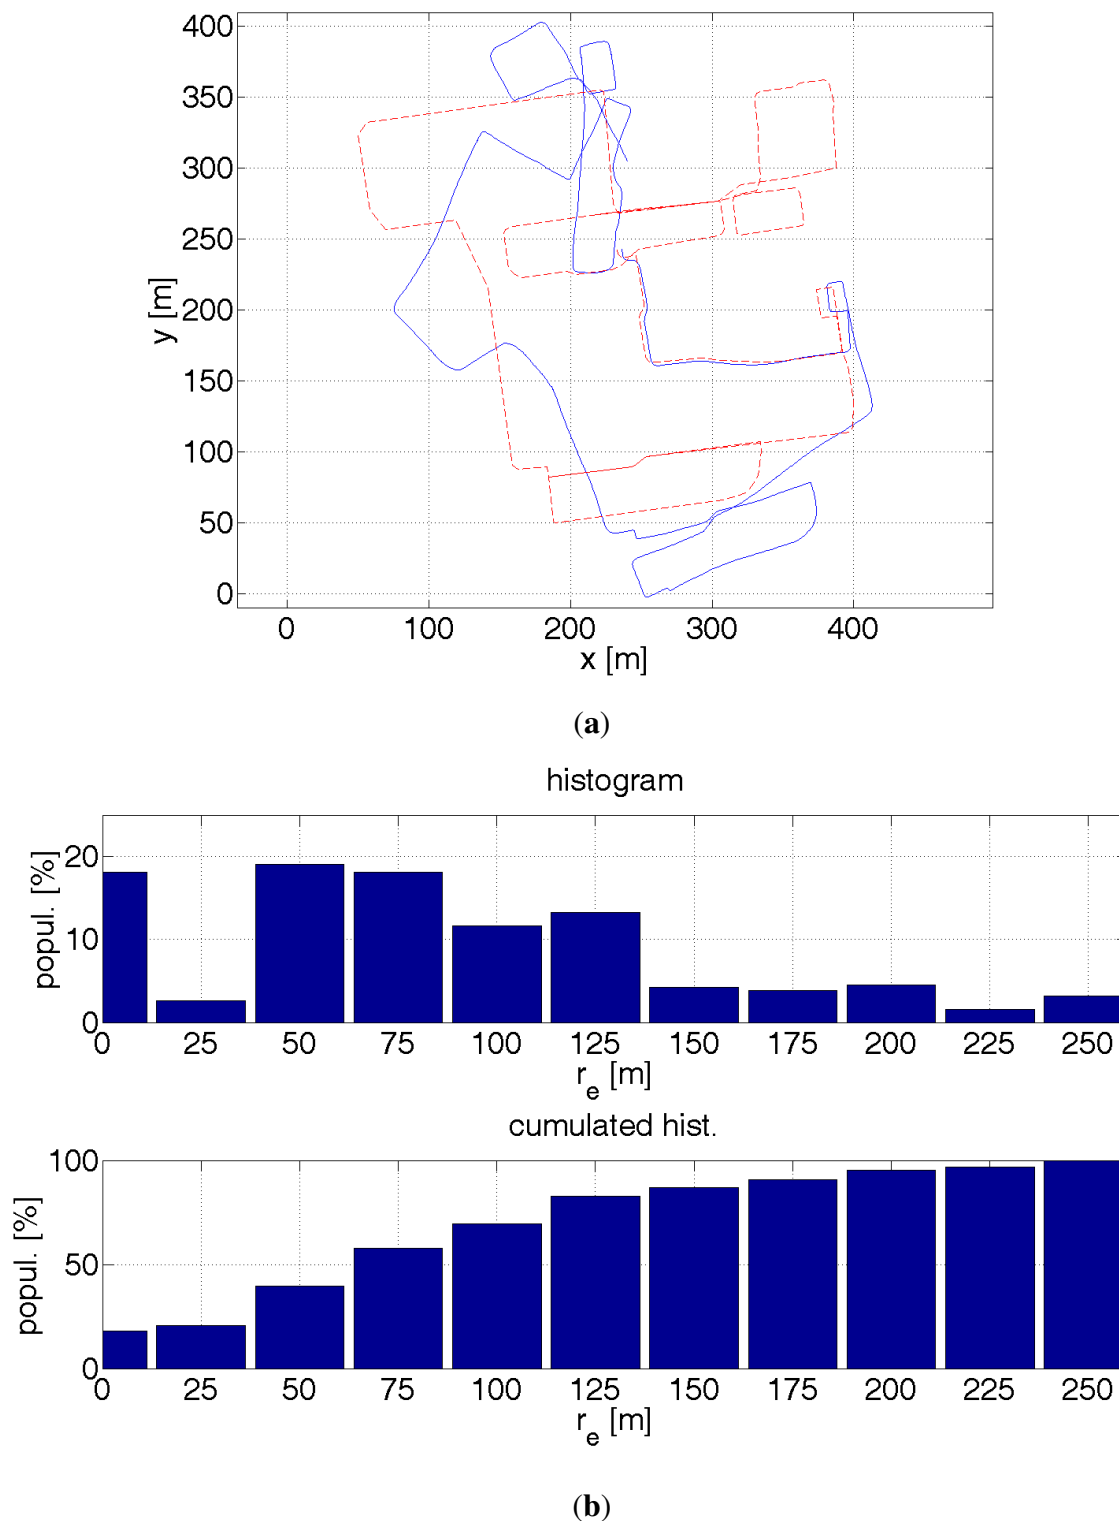 400
350
300
250
200
150
100
50
0
y [m]
0 100 200 300 400
x [m]
(a)
histogram
20
10
0
popul. [%]
0 25 50 75 100 125 150 175 200 225 250
r_e [m]
cumulated hist.
100
50
0
popul. [%]
0 25 50 75 100 125 150 175 200 225 250
r_e [m]
(b)